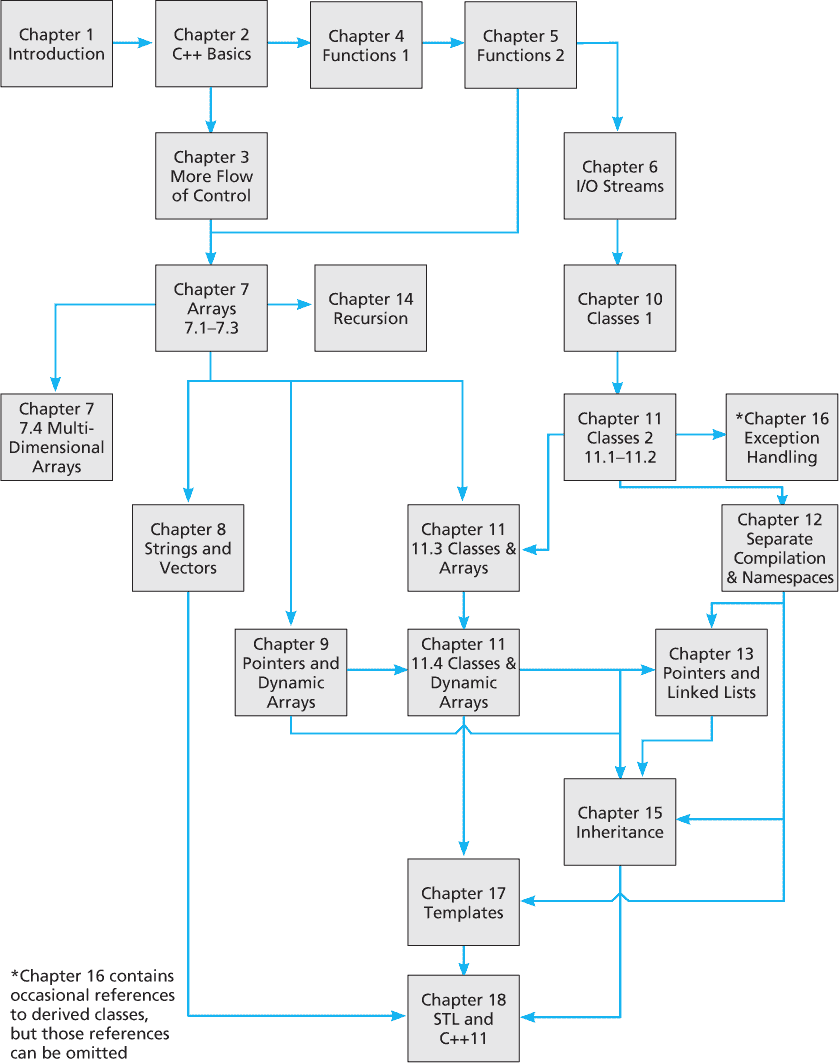 Chapter 1
Introduction
Chapter 2
C++ Basics
Chapter 4
Functions 1
Chapter 5
Functions 2
Chapter 3
More Flow
of Control
Chapter 6
I/O Streams
Chapter 7
Arrays
7.1–7.3
Chapter 14
Recursion
Chapter 10
Classes 1
Chapter 7
7.4 Multi-
Dimensional
Arrays
Chapter 11
Classes 2
11.1–11.2
*Chapter 16
Exception
Handling
Chapter 8
Strings and
Vectors
Chapter 11
11.3 Classes &
Arrays
Chapter 12
Separate
Compilation
& Namespaces
Chapter 9
Pointers and
Dynamic
Arrays
Chapter 11
11.4 Classes &
Dynamic
Arrays
Chapter 13
Pointers and
Linked Lists
Chapter 15
Inheritance
Chapter 17
Templates
*Chapter 16 contains
occasional references
to derived classes,
but those references
can be omitted
Chapter 18
STL and
C++11